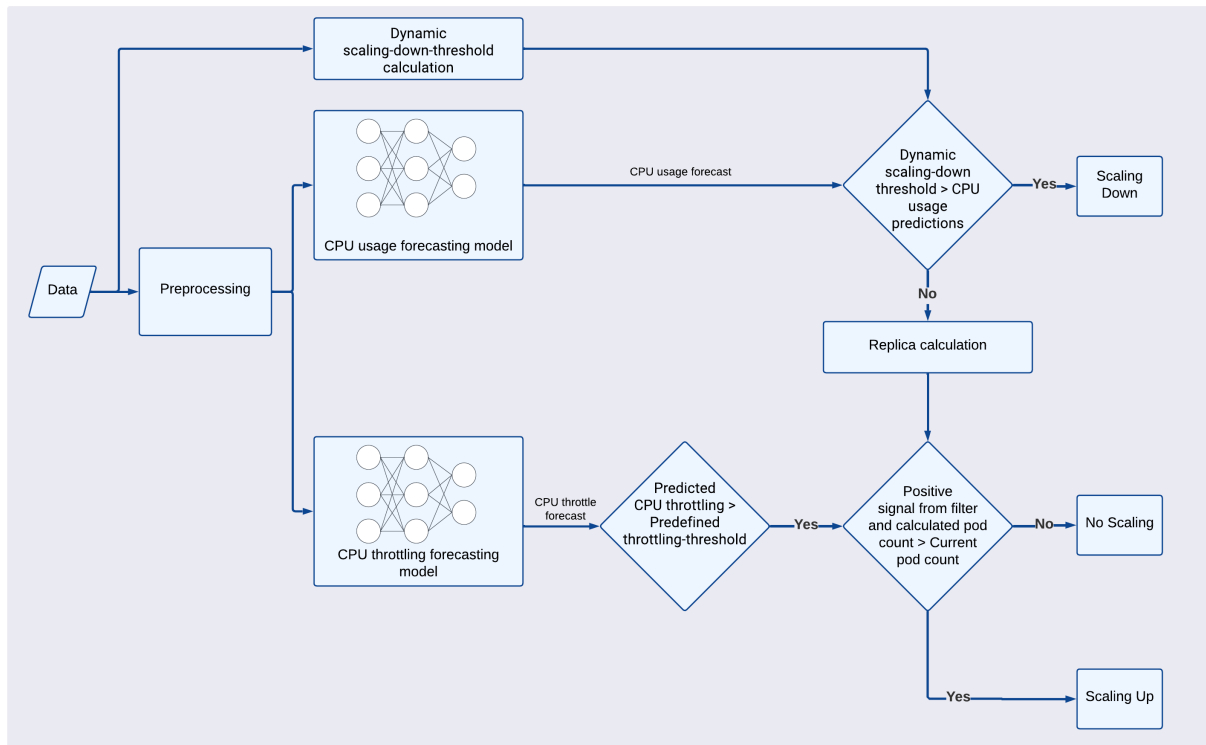 Dynamic
scaling-down-threshold
calculation
CPU usage forecasting model
CPU usage forecast
Dynamic
scaling-down
threshold > CPU
usage
predictions
Yes
Scaling
Down
Data
Preprocessing
No
Replica calculation
CPU throttling forecasting
model
CPU throttle
forecast
Predicted
CPU throttling >
Predefined
throttling-threshold
Yes
Positive
signal from filter
and calculated pod
count > Current
pod count
No
No Scaling
Yes
Scaling Up